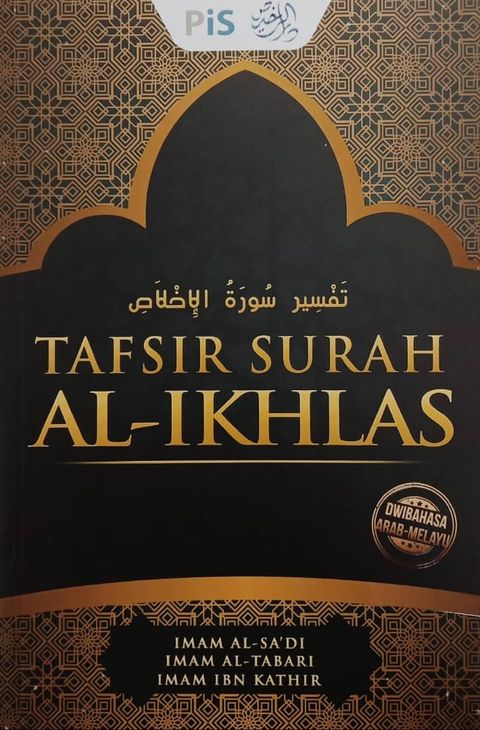 PiS
تَفْسِير سُورَةُ الإِخْلَاصِ
TAFSIR SURAH
AL-IKHLAS
DWIBAHASA
ARAB-MELAYU
IMAM AL-SA'DI
IMAM AL-TABARI
IMAM IBN KATHIR